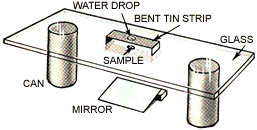 WATER DROP
BENT TIN STRIP
GLASS
SAMPLE
CAN
MIRROR